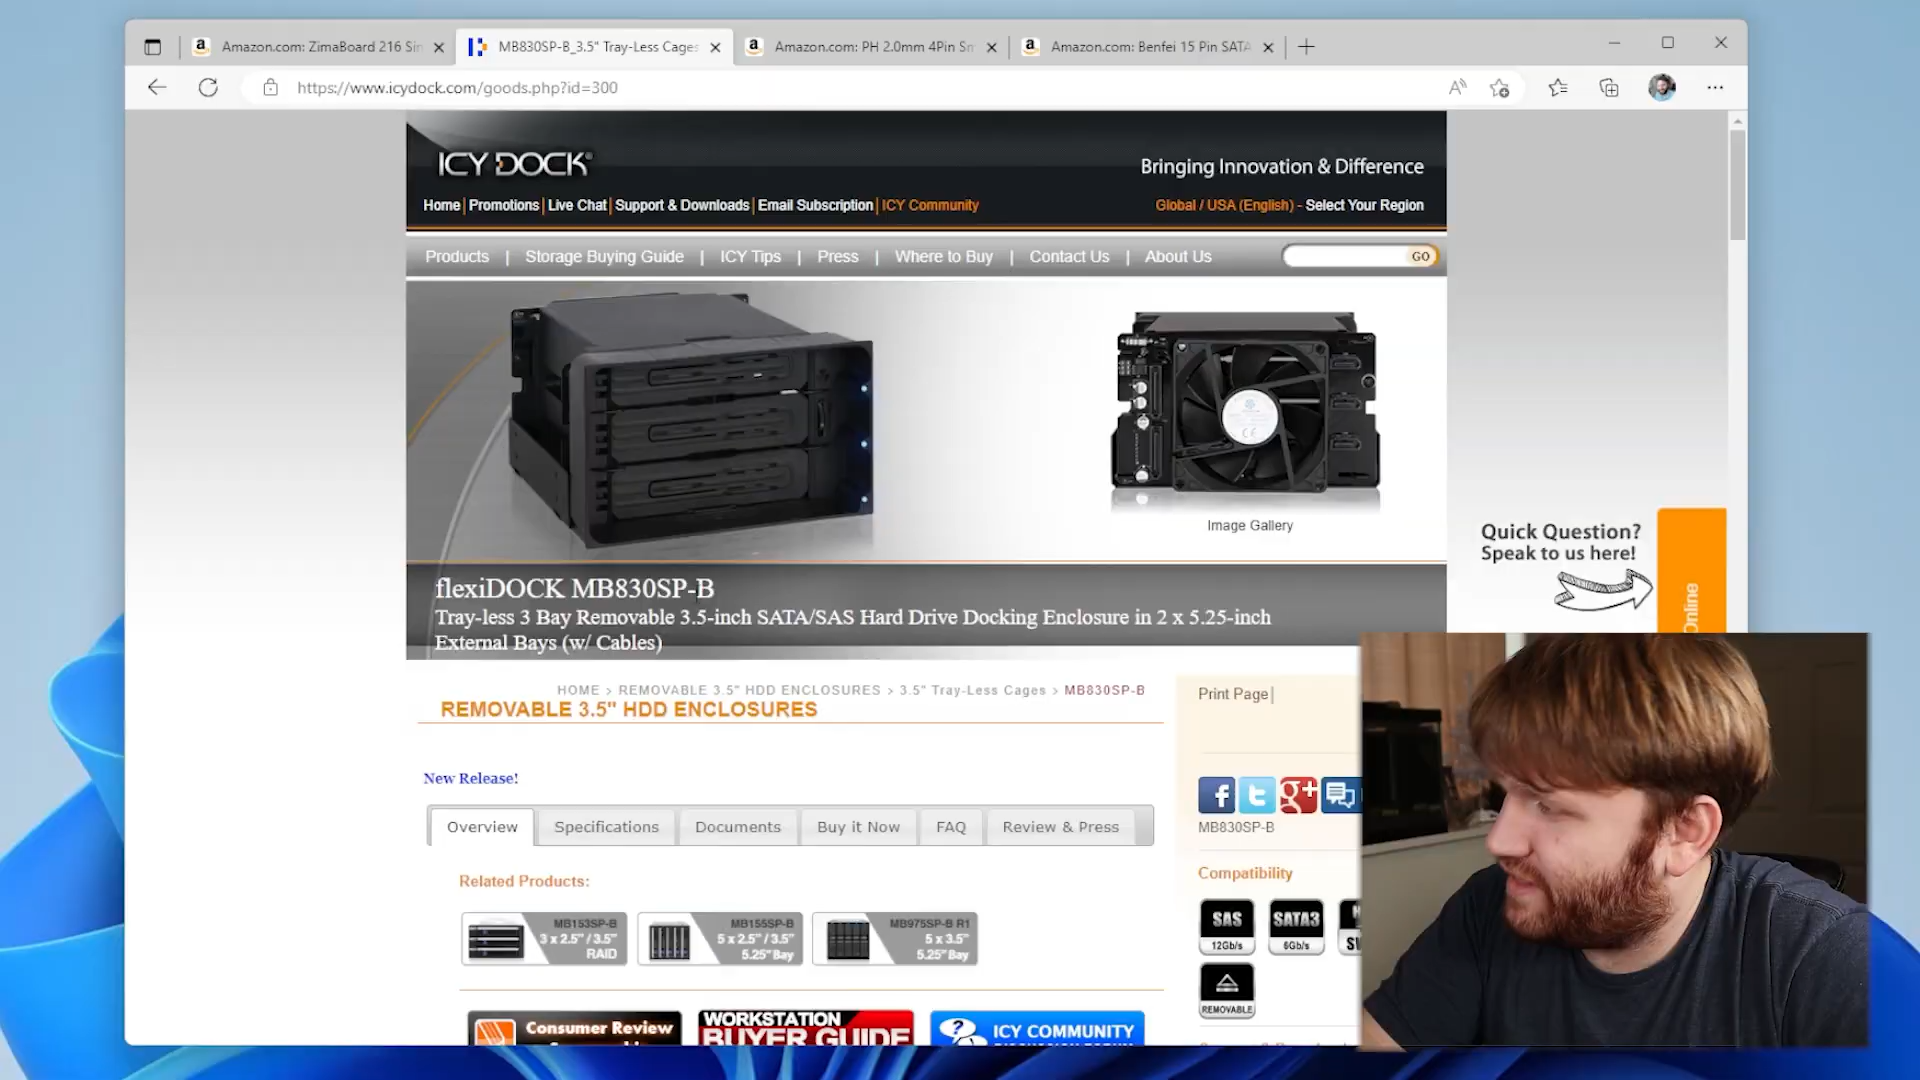 Amazon.com: ZimaBoard 216 Sin
MB830SP-B_3.5" Tray-Less Cages
Amazon.com: PH 2.0mm 4Pin Sm
Amazon.com: Benfei 15 Pin SATA
https://www.icydock.com/goods.php?id=300
ICY DOCK
Bringing Innovation & Difference
Home | Promotions | Live Chat | Support & Downloads | Email Subscription | ICY Community
Global / USA (English) - Select Your Region
Products | Storage Buying Guide | ICY Tips | Press | Where to Buy | Contact Us | About Us
GO
Image Gallery
Quick Question?
Speak to us here!
Online
flexiDOCK MB830SP-B
Tray-less 3 Bay Removable 3.5-inch SATA/SAS Hard Drive Docking Enclosure in 2 x 5.25-inch
External Bays (w/ Cables)
HOME > REMOVABLE 3.5" HDD ENCLOSURES > 3.5" Tray-Less Cages > MB830SP-B
REMOVABLE 3.5" HDD ENCLOSURES
Print Page|
New Release!
MB830SP-B
Overview
Specifications
Documents
Buy it Now
FAQ
Review & Press
Compatibility
Related Products:
MB153SP-B
3 x 2.5" / 3.5"
RAID
MB155SP-B
5 x 2.5" / 3.5"
5.25" Bay
MB975SP-B R1
5 x 3.5"
5.25" Bay
SAS
12Gb/s
SATA3
6Gb/s
REMOVABLE
Consumer Review
WORKSTATION
BUYER GUIDE
ICY COMMUNITY